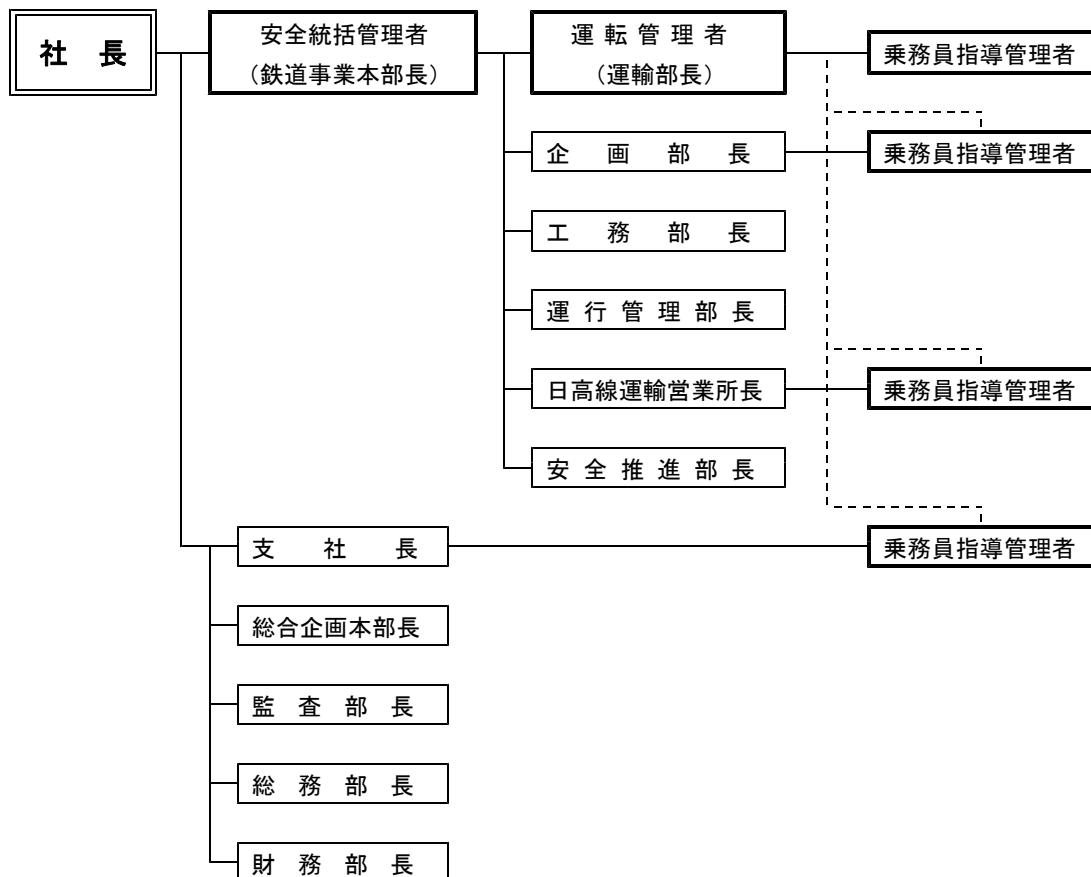 社長
安全統括管理者
（鉄道事業本部長）
運転管理者
（運輸部長）
乗務員指導管理者
企画部長
乗務員指導管理者
工務部長
運行管理部長
日高線運輸営業所長
乗務員指導管理者
安全推進部長
支社長
乗務員指導管理者
総合企画本部長
監査部長
総務部長
財務部長